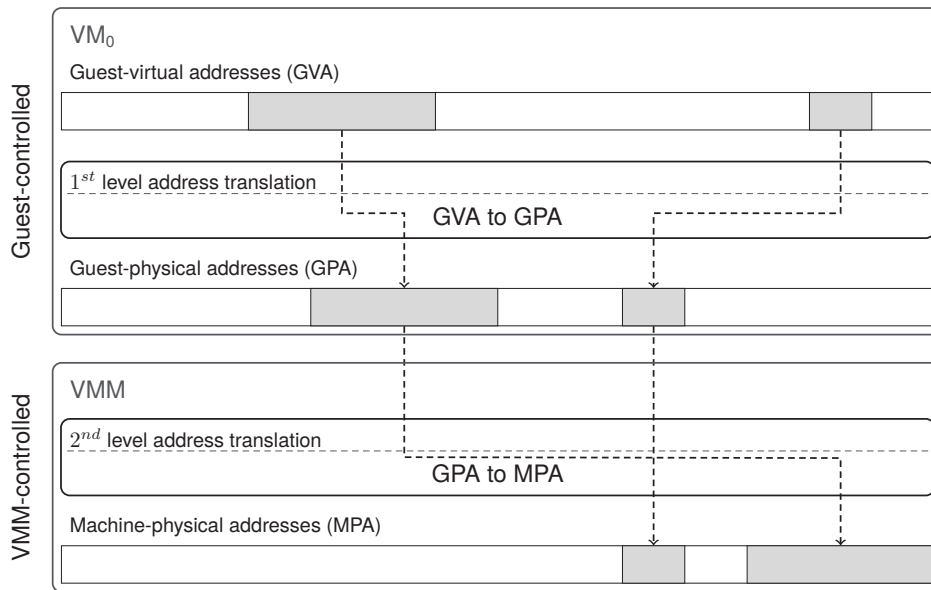 Guest-controlled
VM₀
Guest-virtual addresses (GVA)
1ˢᵗ level address translation
GVA to GPA
Guest-physical addresses (GPA)
VMM-controlled
VMM
2ⁿᵈ level address translation
GPA to MPA
Machine-physical addresses (MPA)